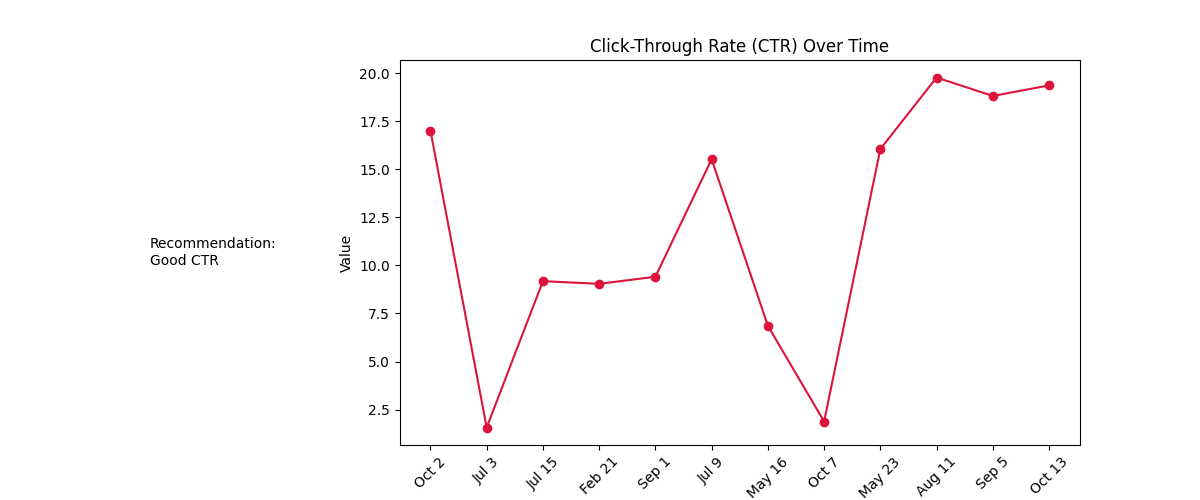 Click-Through Rate (CTR) Over Time
20.0
17.5
15.0
12.5
10.0
7.5
5.0
2.5
Value
Recommendation:
Good CTR
Oct 2
Jul 3
Jul 15
Feb 21
Sep 1
Jul 9
May 16
Oct 7
May 23
Aug 11
Sep 5
Oct 13